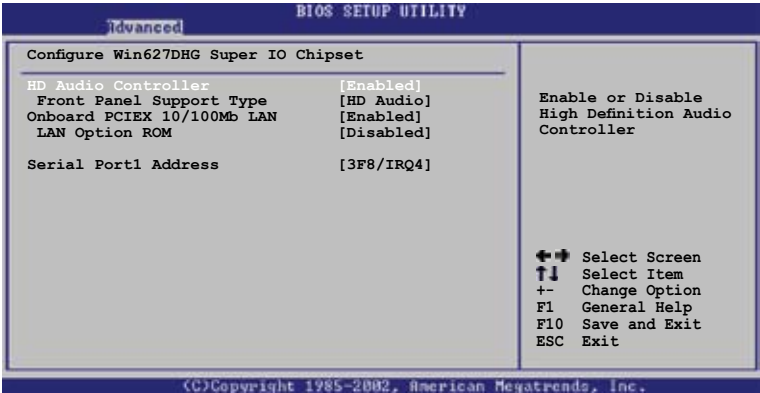 BIOS SETUP UTILITY
Advanced
Configure Win627DHG Super IO Chipset
HD Audio Controller [Enabled]
Front Panel Support Type [HD Audio]
Onboard PCIEX 10/100Mb LAN [Enabled]
LAN Option ROM [Disabled]
Serial Port1 Address [3F8/IRQ4]
Enable or Disable
High Definition Audio
Controller
Select Screen
Select Item
+- Change Option
F1 General Help
F10 Save and Exit
ESC Exit
(C)Copyright 1985-2002, American Megatrends, Inc.